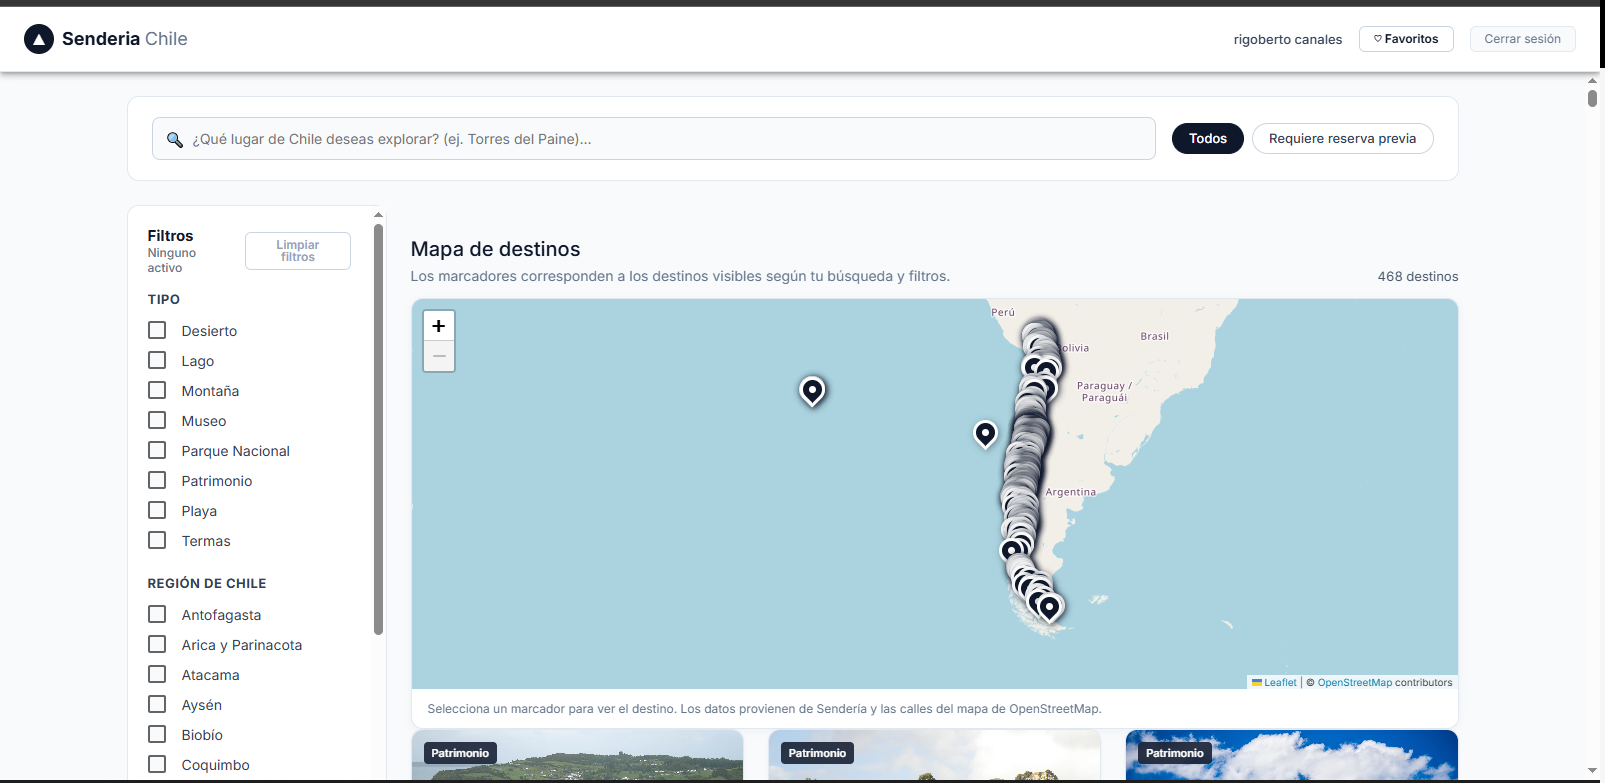 Senderia Chile
rigoberto canales
♡ Favoritos
Cerrar sesión
¿Qué lugar de Chile deseas explorar? (ej. Torres del Paine)...
Todos
Requiere reserva previa
Filtros
Ninguno
activo
Limpiar
filtros
TIPO
Desierto
Lago
Montaña
Museo
Parque Nacional
Patrimonio
Playa
Termas
REGIÓN DE CHILE
Antofagasta
Arica y Parinacota
Atacama
Aysén
Biobío
Coquimbo
Mapa de destinos
Los marcadores corresponden a los destinos visibles según tu búsqueda y filtros.
468 destinos
+
−
Perú
olivia
Brasil
Paraguay /
Paraguái
Argentina
Leaflet | © OpenStreetMap contributors
Selecciona un marcador para ver el destino. Los datos provienen de Sendería y las calles del mapa de OpenStreetMap.
Patrimonio
Patrimonio
Patrimonio